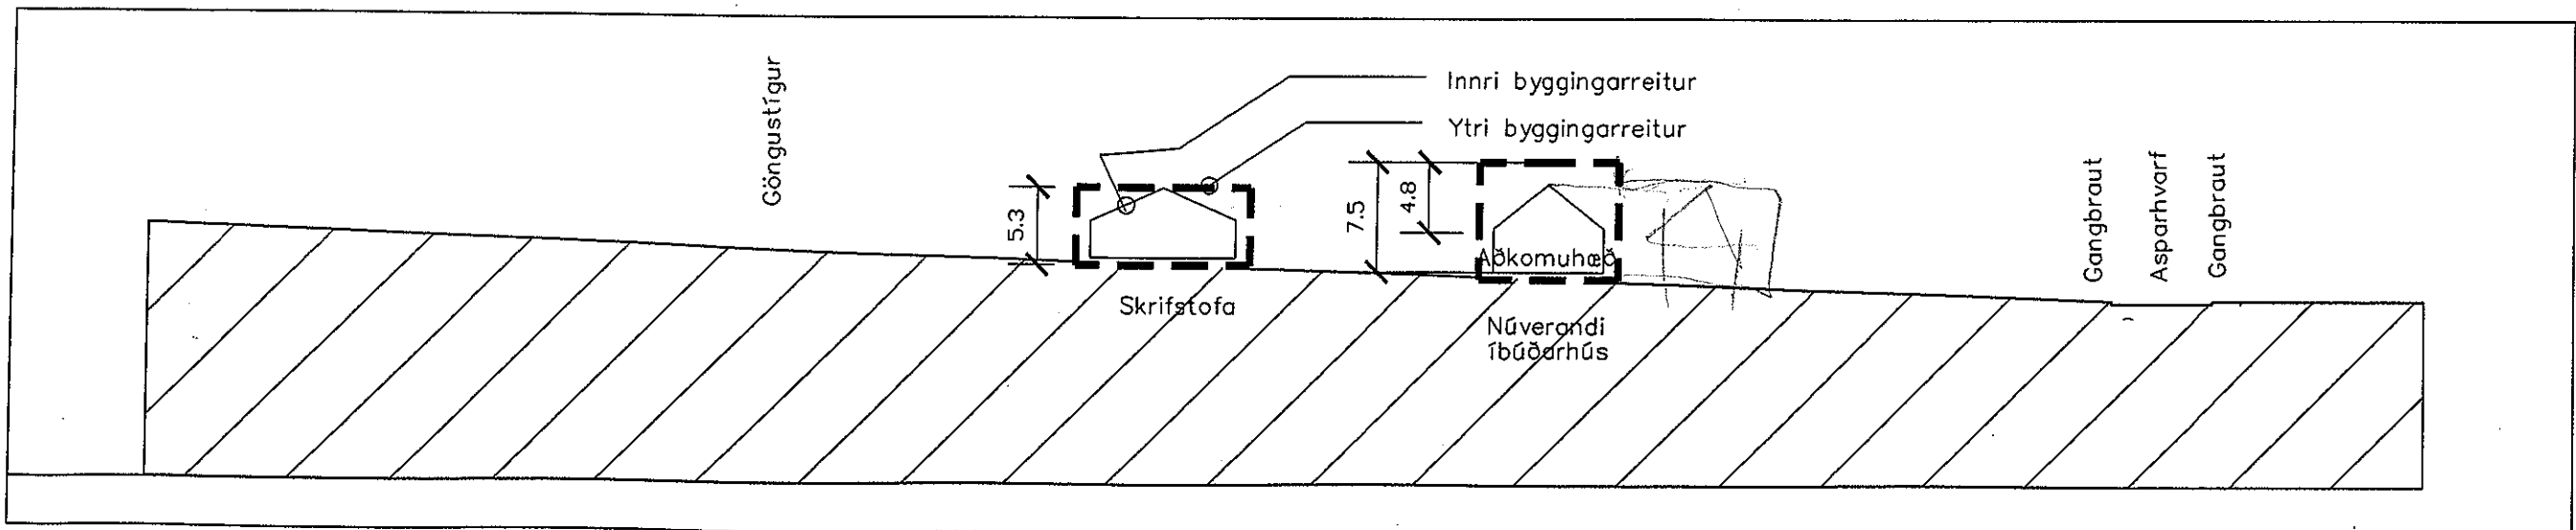 Göngustígur
Innri byggingarreitur
Ytri byggingarreitur
5.3
7.5
4.8
Aðkomuhæð
Skrifstofa
Núverandi
íbúðarhús
Gangbraut
Asparhvarf
Gangbraut